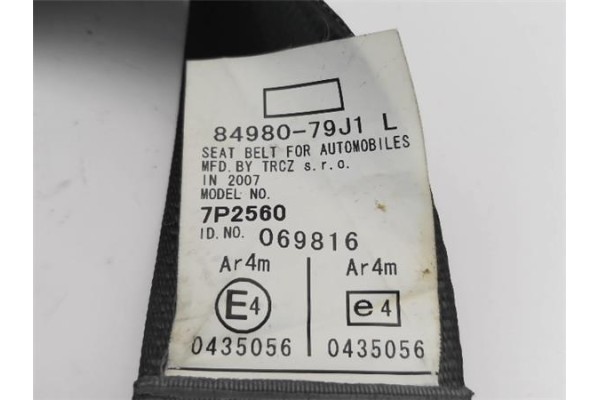 84980-79J1 L
SEAT BELT FOR AUTOMOBILES
MFD. BY TRCZ s.r.o.
IN 2007
MODEL NO.
7P2560
ID. NO. 069816
Ar4m Ar4m
E4 e4
0435056 0435056